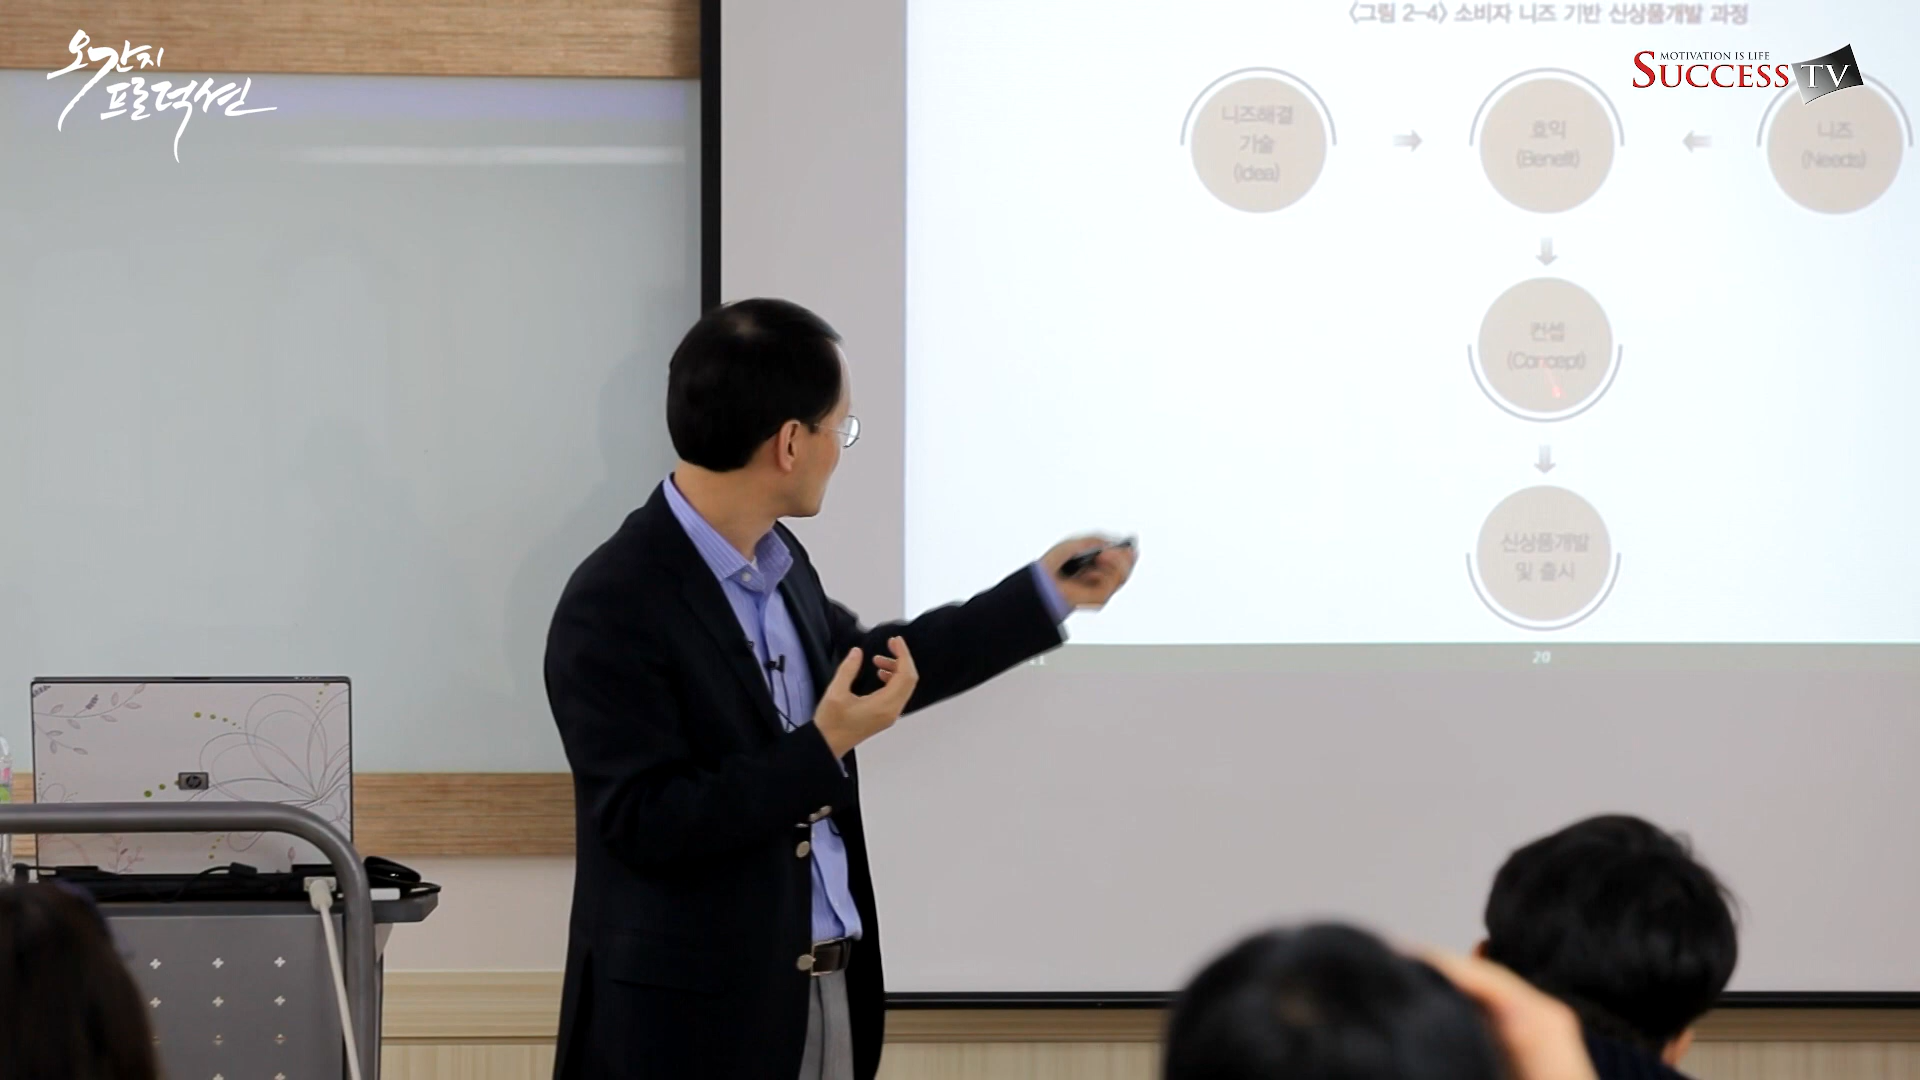 오간지
프로덕션
<그림 2-4> 소비자 니즈 기반 신상품개발 과정
MOTIVATION IS LIFE
SUCCESS TV
니즈해결
기술
(Idea)
효익
(Benefit)
니즈
(Needs)
컨셉
(Concept)
신상품개발
및 출시
20
hp